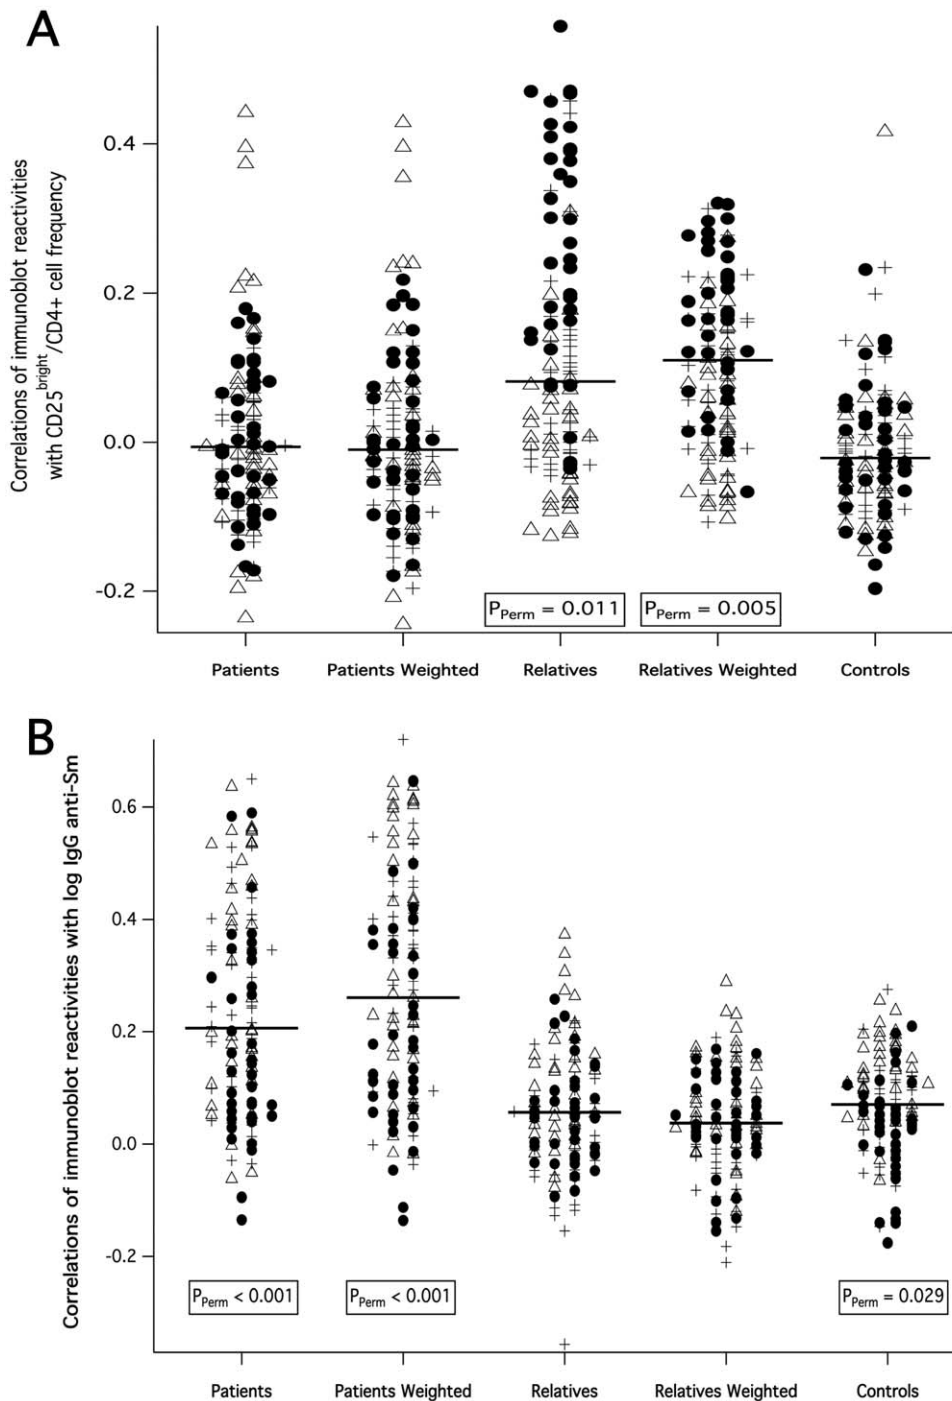 A
Correlations of immunoblot reactivities
with CD25bright/CD4+ cell frequency
0.4
0.2
0.0
-0.2
PPerm = 0.011
PPerm = 0.005
Patients
Patients Weighted
Relatives
Relatives Weighted
Controls
B
Correlations of immunoblot reactivities with log IgG anti-Sm
0.6
0.4
0.2
0.0
-0.2
PPerm < 0.001
PPerm < 0.001
PPerm = 0.029
Patients
Patients Weighted
Relatives
Relatives Weighted
Controls